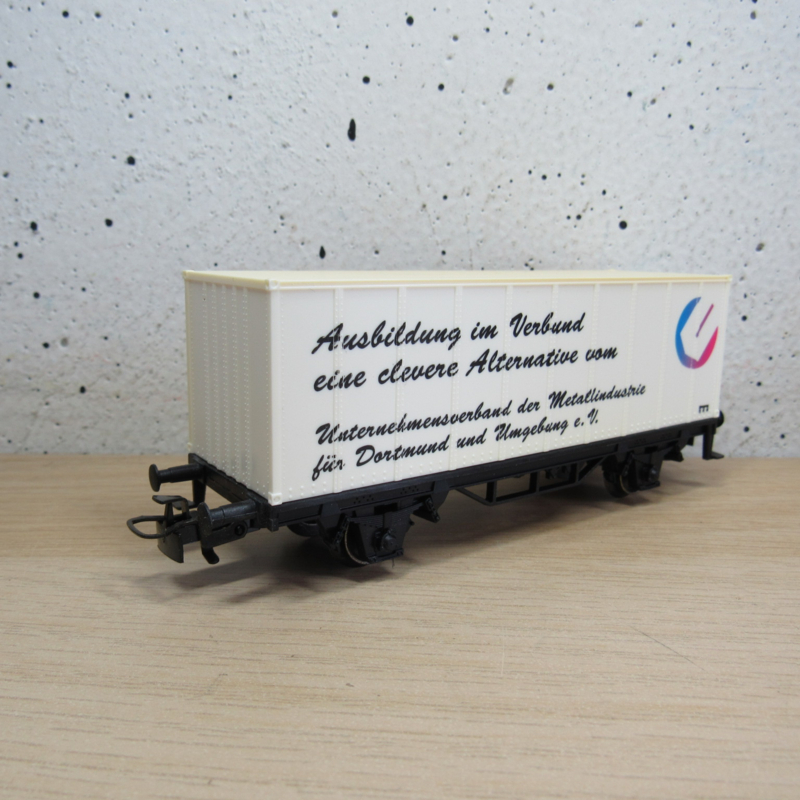 Ausbildung im Verbund
eine clevere Alternative vom
Unternehmensverband der Metallindustrie
für Dortmund und Umgebung e.V.